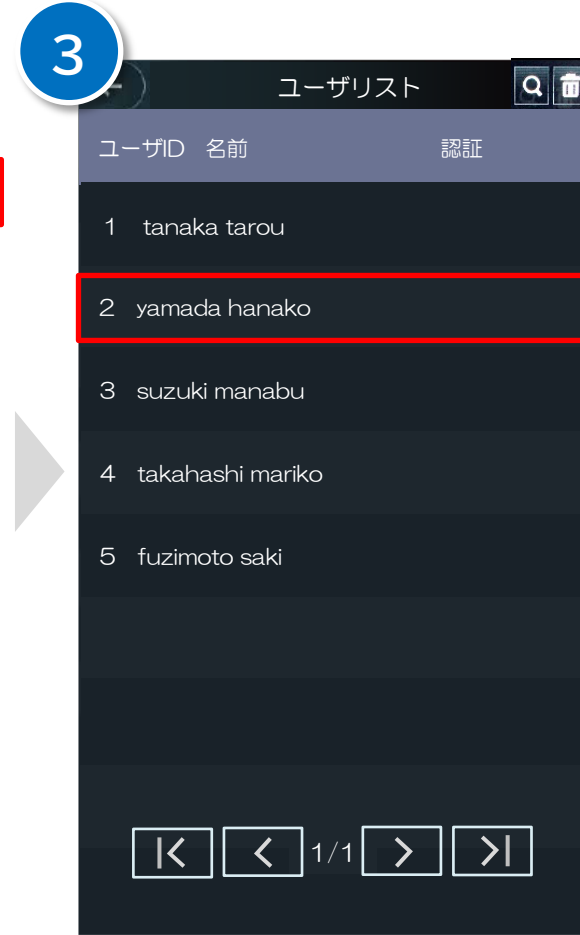 3
ユーザリスト
ユーザID 名前 認証
1 tanaka tarou
2 yamada hanako
3 suzuki manabu
4 takahashi mariko
5 fuzimoto saki
1/1